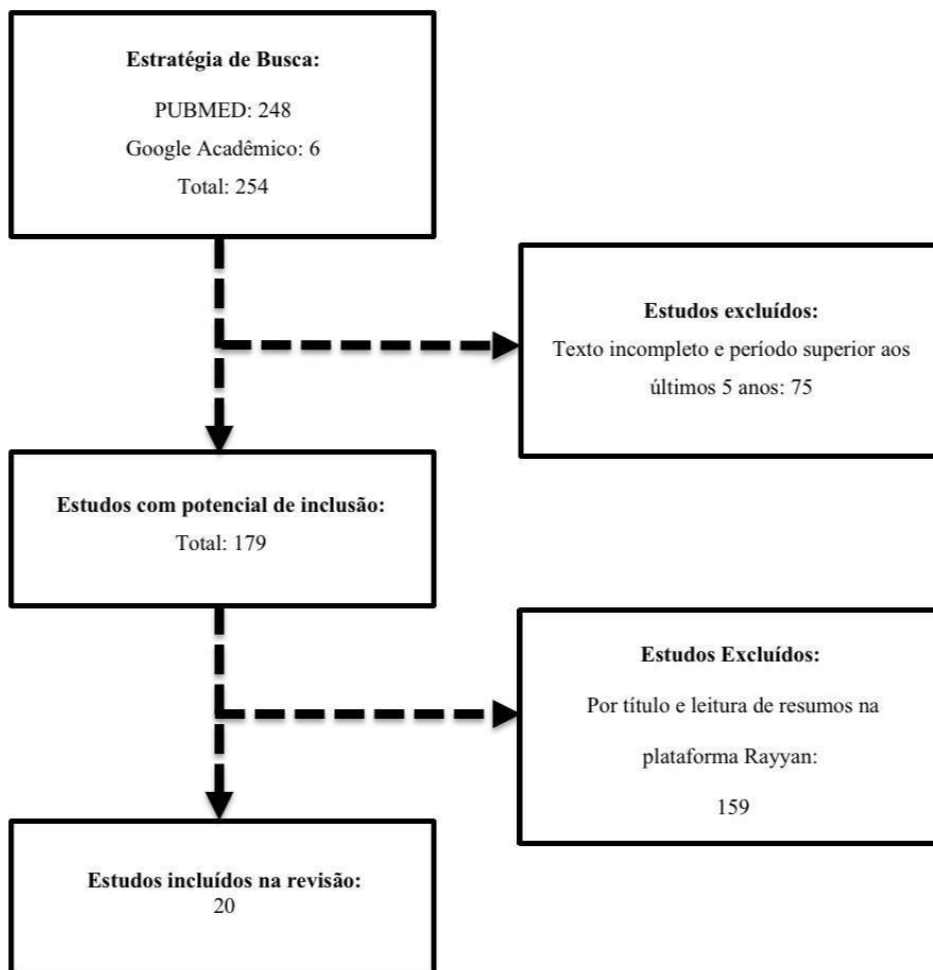 Estratégia de Busca:
PUBMED: 248
Google Acadêmico: 6
Total: 254
Estudos excluídos:
Texto incompleto e período superior aos
últimos 5 anos: 75
Estudos com potencial de inclusão:
Total: 179
Estudos Excluídos:
Por título e leitura de resumos na
plataforma Rayyan:
159
Estudos incluídos na revisão:
20